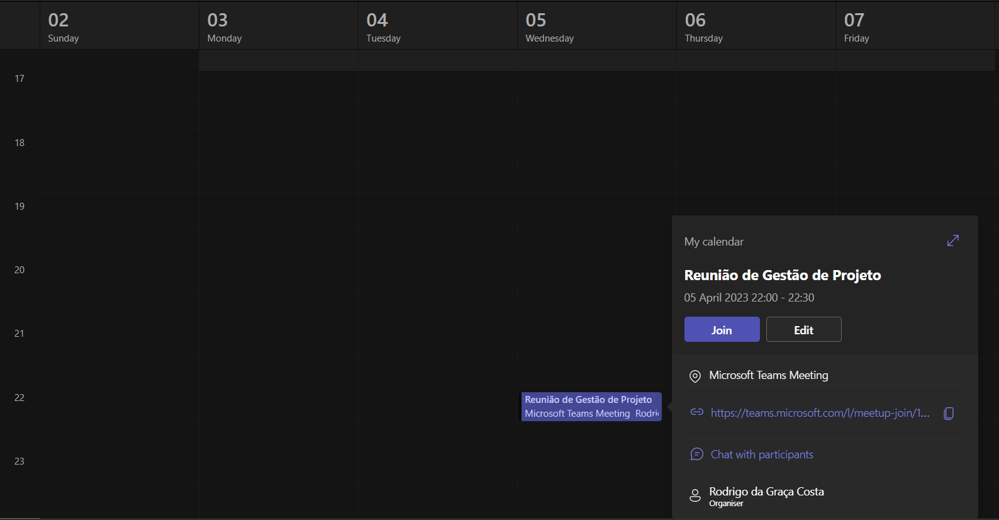 02
Sunday
03
Monday
04
Tuesday
05
Wednesday
06
Thursday
07
Friday
17
18
19
20
21
22
23
Reunião de Gestão de Projeto
Microsoft Teams Meeting Rodri
My calendar
Reunião de Gestão de Projeto
05 April 2023 22:00 - 22:30
Join
Edit
Microsoft Teams Meeting
https://teams.microsoft.com/l/meetup-join/1...
Chat with participants
Rodrigo da Graça Costa
Organiser